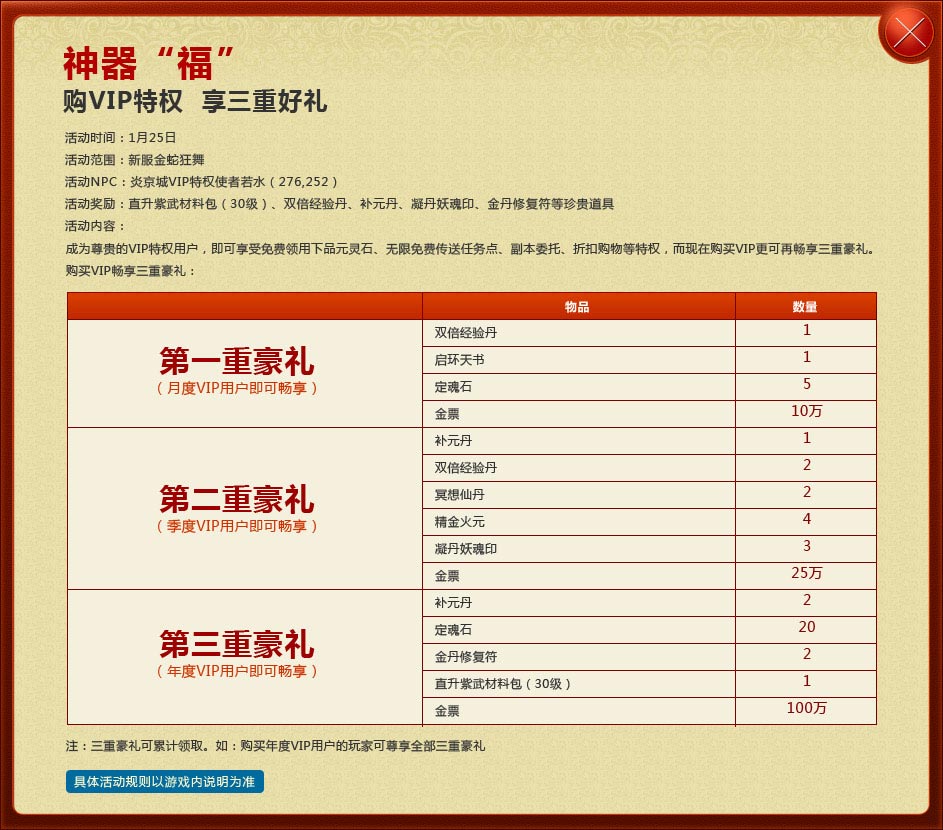 神器“福”
购VIP特权 享三重好礼
活动时间：1月25日
活动范围：新服金蛇狂舞
活动NPC：炎京城VIP特权使者若水（276,252）
活动奖励：直升紫武材料包（30级）、双倍经验丹、补元丹、凝丹妖魂印、金丹修复符等珍贵道具
活动内容：
成为尊贵的VIP特权用户，即可享受免费领用下品元灵石、无限免费传送任务点、副本委托、折扣购物等特权，而现在购买VIP更可再畅享三重豪礼。
购买VIP畅享三重豪礼：
物品 数量
第一重豪礼
（月度VIP用户即可畅享）
双倍经验丹 1
启环天书 1
定魂石 5
金票 10万
第二重豪礼
（季度VIP用户即可畅享）
补元丹 1
双倍经验丹 2
冥想仙丹 2
精金火元 4
凝丹妖魂印 3
金票 25万
第三重豪礼
（年度VIP用户即可畅享）
补元丹 2
定魂石 20
金丹修复符 2
直升紫武材料包（30级） 1
金票 100万
注：三重豪礼可累计领取。如：购买年度VIP用户的玩家可尊享全部三重豪礼
具体活动规则以游戏内说明为准